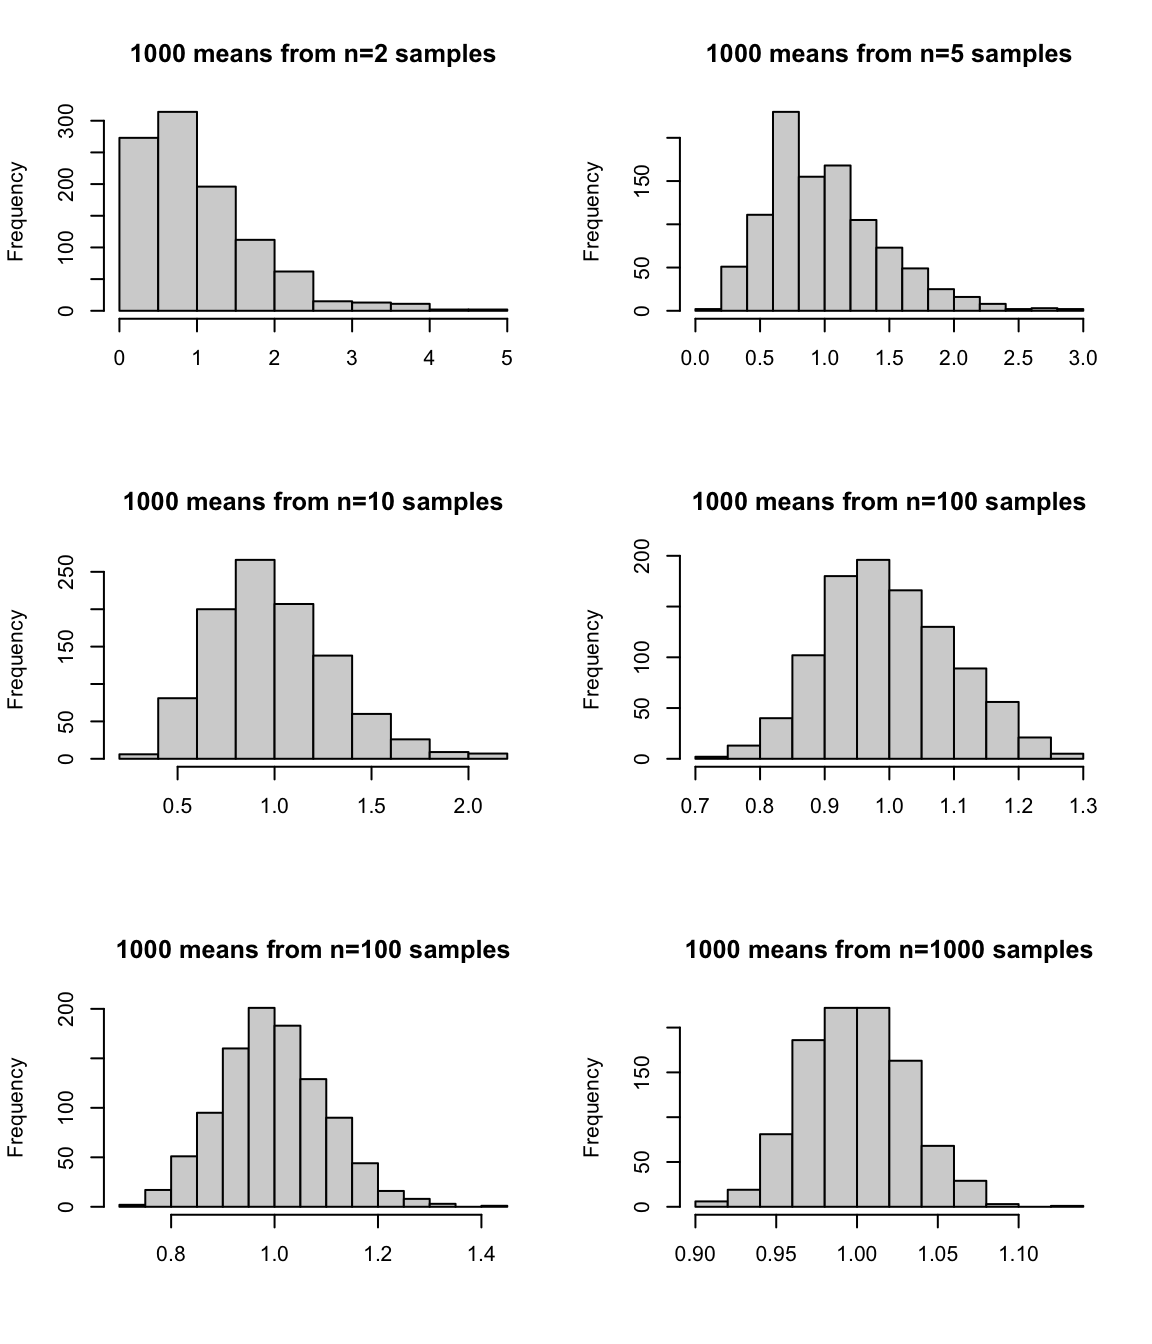 1000 means from n=2 samples
Frequency
0 100 200 300
0 1 2 3 4 5
1000 means from n=5 samples
Frequency
0 50 150
0.0 0.5 1.0 1.5 2.0 2.5 3.0
1000 means from n=10 samples
Frequency
0 50 150 250
0.5 1.0 1.5 2.0
1000 means from n=100 samples
Frequency
0 50 100 200
0.7 0.8 0.9 1.0 1.1 1.2 1.3
1000 means from n=100 samples
Frequency
0 50 100 200
0.8 1.0 1.2 1.4
1000 means from n=1000 samples
Frequency
0 50 150
0.90 0.95 1.00 1.05 1.10